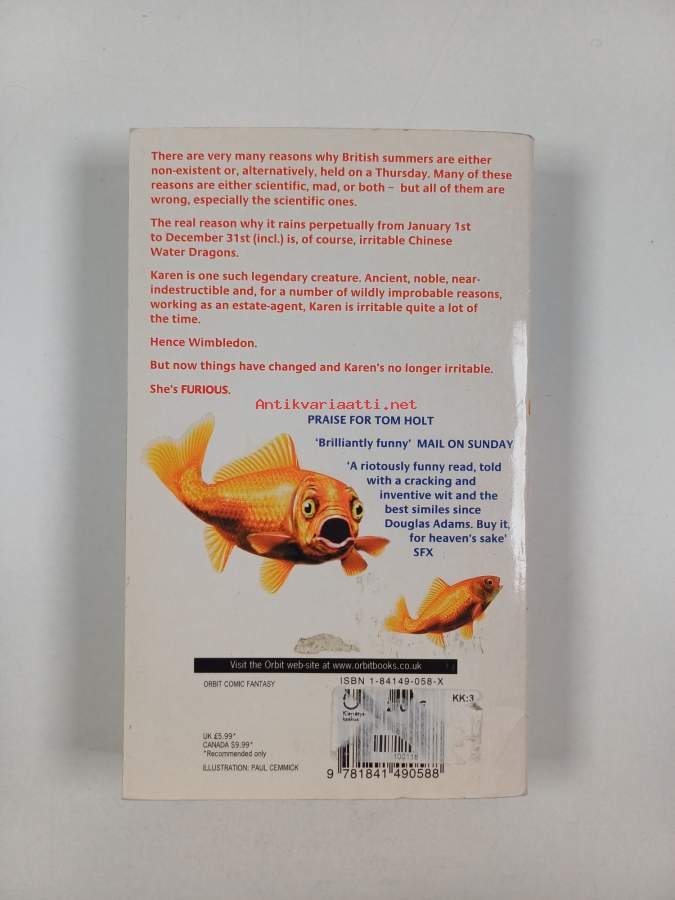 There are very many reasons why British summers are either
non-existent or, alternatively, held on a Thursday. Many of these
reasons are either scientific, mad, or both – but all of them are
wrong, especially the scientific ones.
The real reason why it rains perpetually from January 1st
to December 31st (incl.) is, of course, irritable Chinese
Water Dragons.
Karen is one such legendary creature. Ancient, noble, near-
indestructible and, for a number of wildly improbable reasons,
working as an estate-agent, Karen is irritable quite a lot of
the time.
Hence Wimbledon.
But now things have changed and Karen's no longer irritable.
She's FURIOUS.
Antikvariaatti.net
PRAISE FOR TOM HOLT
'Brilliantly funny' MAIL ON SUNDAY
'A riotously funny read, told
with a cracking and
inventive wit and the
best similes since
Douglas Adams. Buy it,
for heaven's sake'
SFX
Visit the Orbit web-site at www.orbitbooks.co.uk
ORBIT COMIC FANTASY
ISBN 1-84149-058-X
KK:3
UK £5.99*
CANADA $9.99*
*Recommended only
ILLUSTRATION: PAUL CEMMICK
100116
9 781841 490588